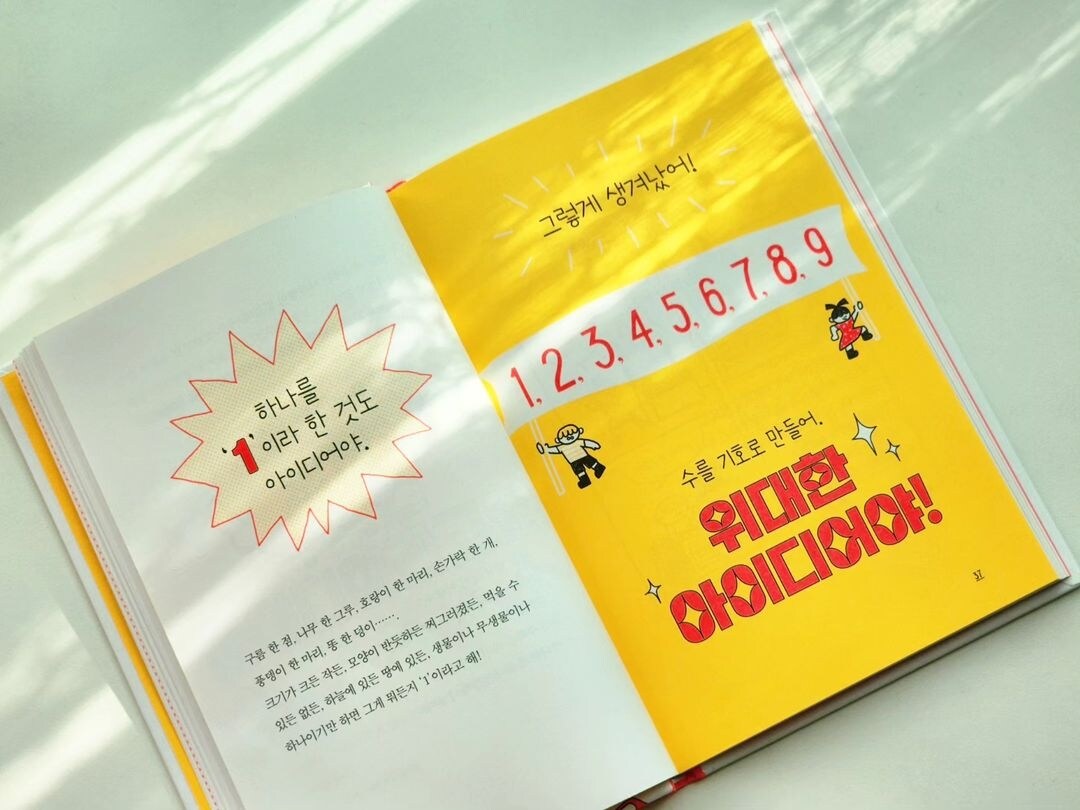 하나를
'1'이라 한 것도
아이디어야.
구름 한 점, 나무 한 그루, 호랑이 한 마리, 손가락 한 개,
풍뎅이 한 마리, 똥 한 덩이……,
크기가 크든 작든, 모양이 반듯하든 찌그러졌든, 먹을 수
있든 없든, 하늘에 있든 땅에 있든, 생물이나 무생물이나
하나이기만 하면 그게 뭐든지 '1'이라고 해!
그렇게 생겨났어!
1, 2, 3, 4, 5, 6, 7, 8, 9
수를 기호로 만들어.
위대한
아이디어야!
37